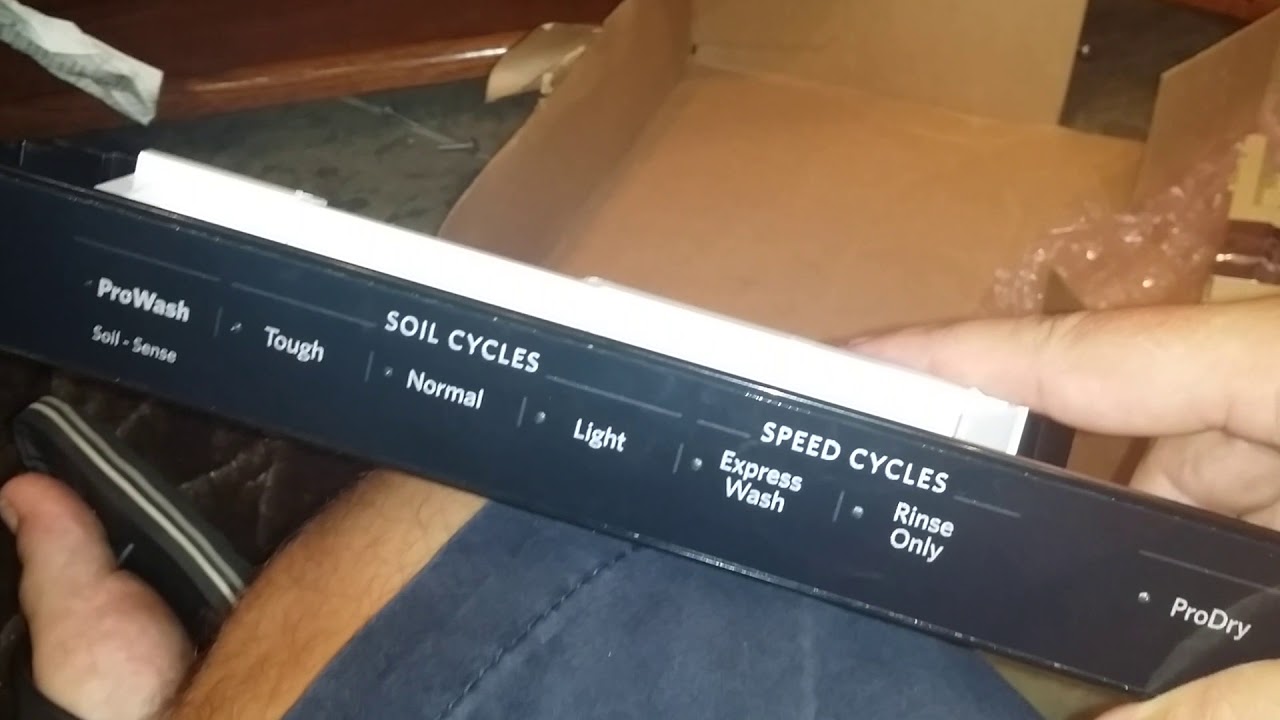 ProWash
Soil - Sense
Tough
SOIL CYCLES
Normal
Light
SPEED CYCLES
Express
Wash
Rinse
Only
ProDry